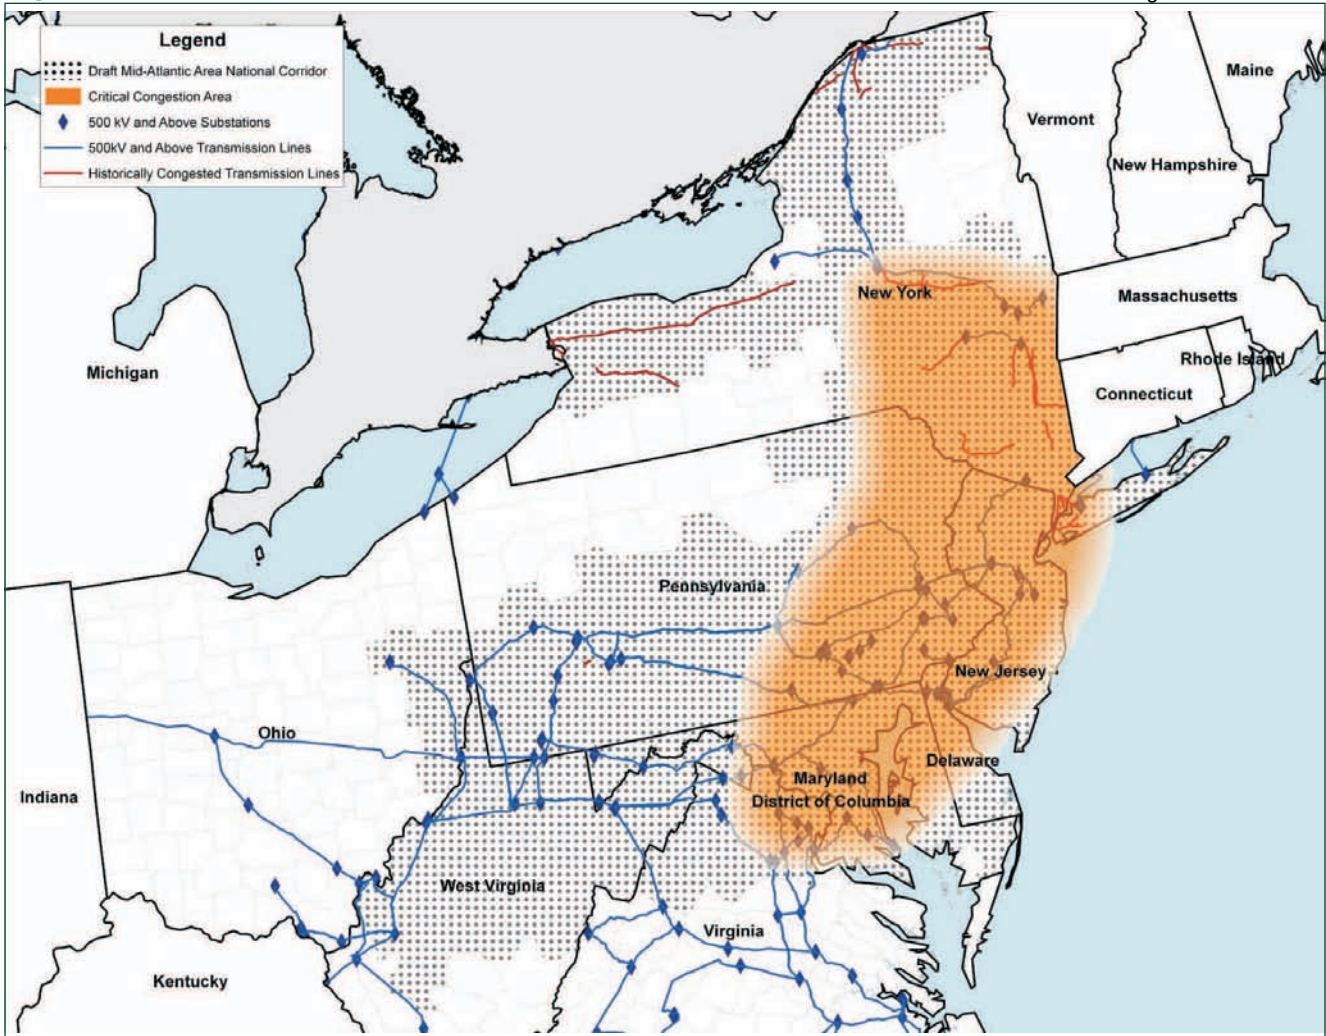 Legend
Draft Mid-Atlantic Area National Corridor
Critical Congestion Area
500 kV and Above Substations
500kV and Above Transmission Lines
Historically Congested Transmission Lines
Maine
Vermont
New Hampshire
New York
Massachusetts
Rhode Island
Michigan
Connecticut
Pennsylvania
New Jersey
Ohio
Delaware
Maryland
Indiana
District of Columbia
West Virginia
Virginia
Kentucky